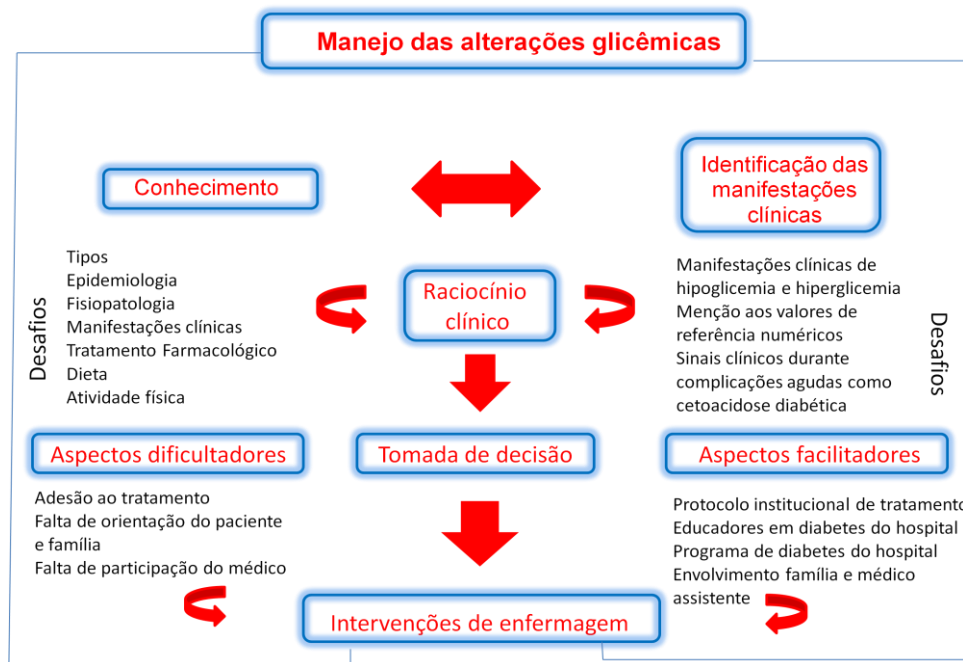 Manejo das alterações glicêmicas
Conhecimento
Identificação das
manifestações
clínicas
Desafios
Tipos
Epidemiologia
Fisiopatologia
Manifestações clínicas
Tratamento Farmacológico
Dieta
Atividade física
Raciocínio
clínico
Manifestações clínicas de
hipoglicemia e hiperglicemia
Menção aos valores de
referência numéricos
Sinais clínicos durante
complicações agudas como
cetoacidose diabética
Desafios
Aspectos dificultadores
Tomada de decisão
Aspectos facilitadores
Adesão ao tratamento
Falta de orientação do paciente
e família
Falta de participação do médico
Protocolo institucional de tratamento
Educadores em diabetes do hospital
Programa de diabetes do hospital
Envolvimento família e médico
assistente
Intervenções de enfermagem